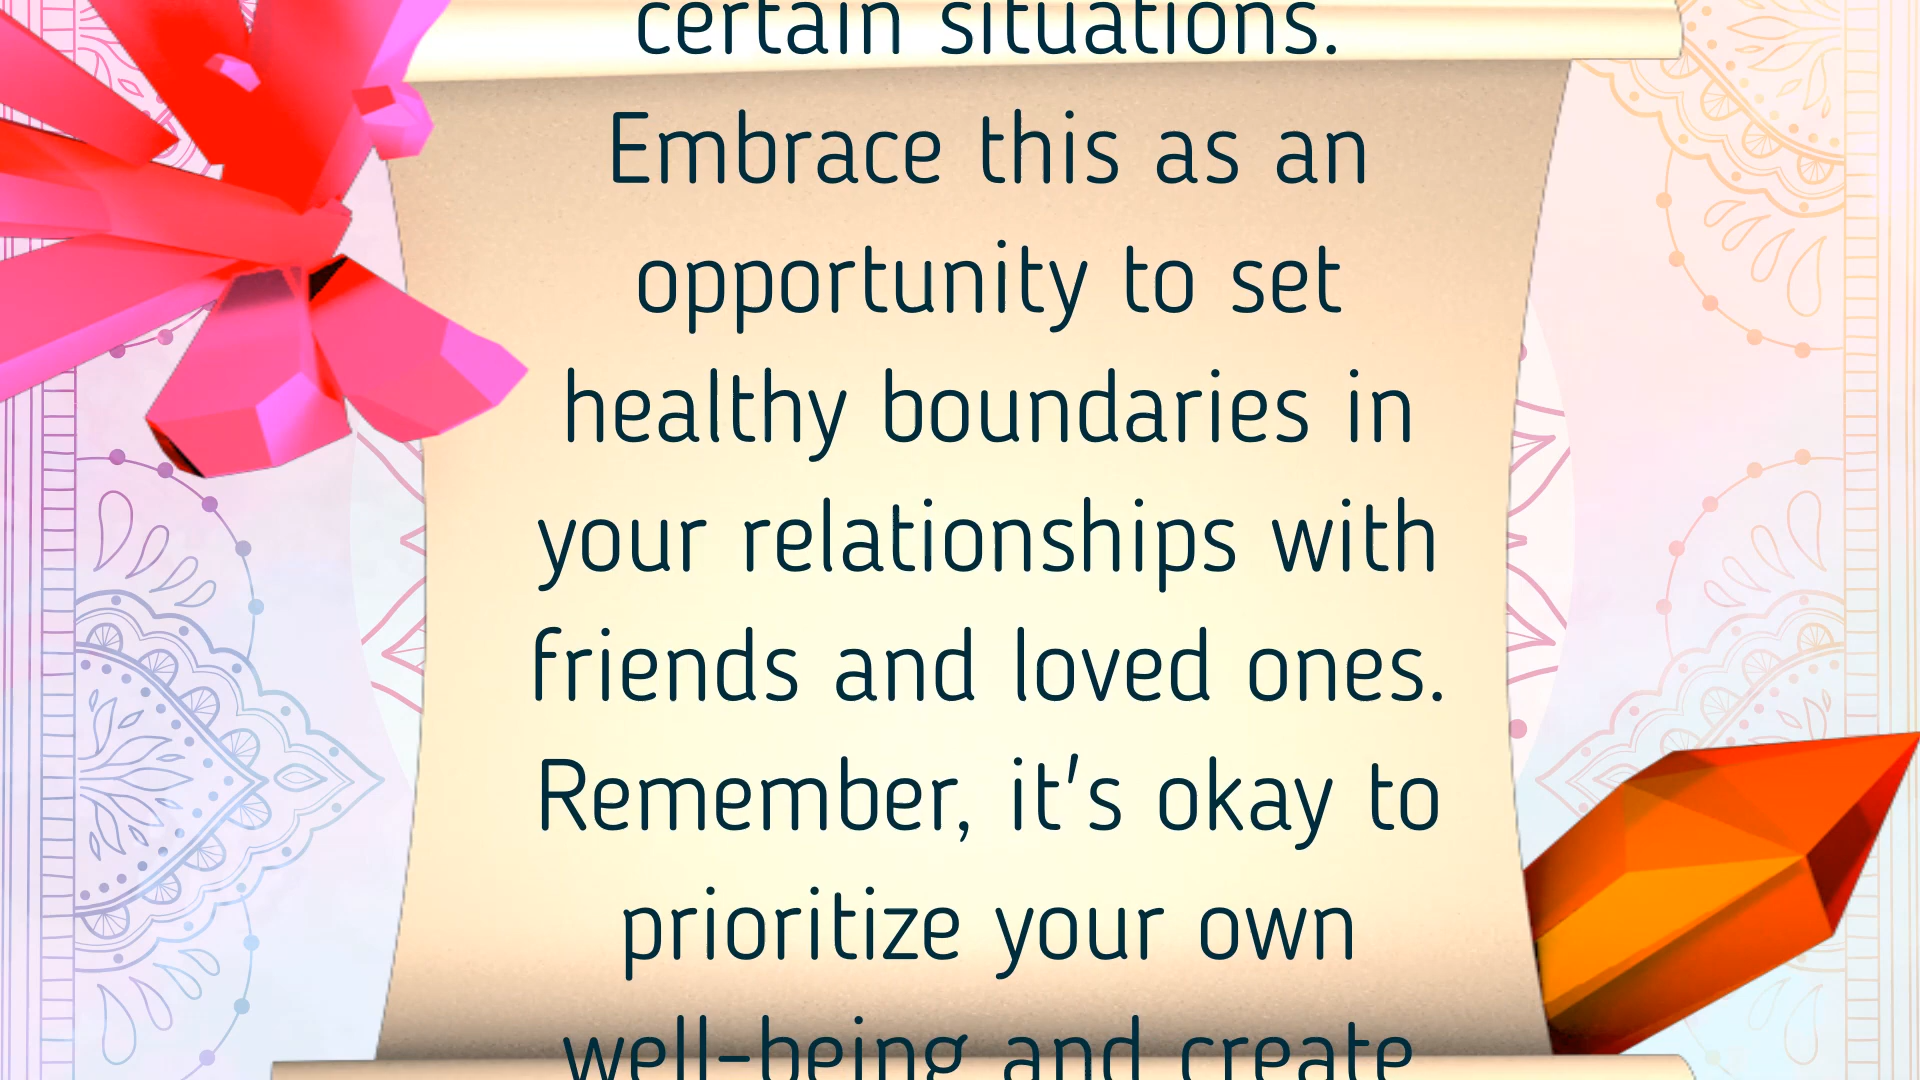 certain situations.
Embrace this as an
opportunity to set
healthy boundaries in
your relationships with
friends and loved ones.
Remember, it's okay to
prioritize your own
well-being and create